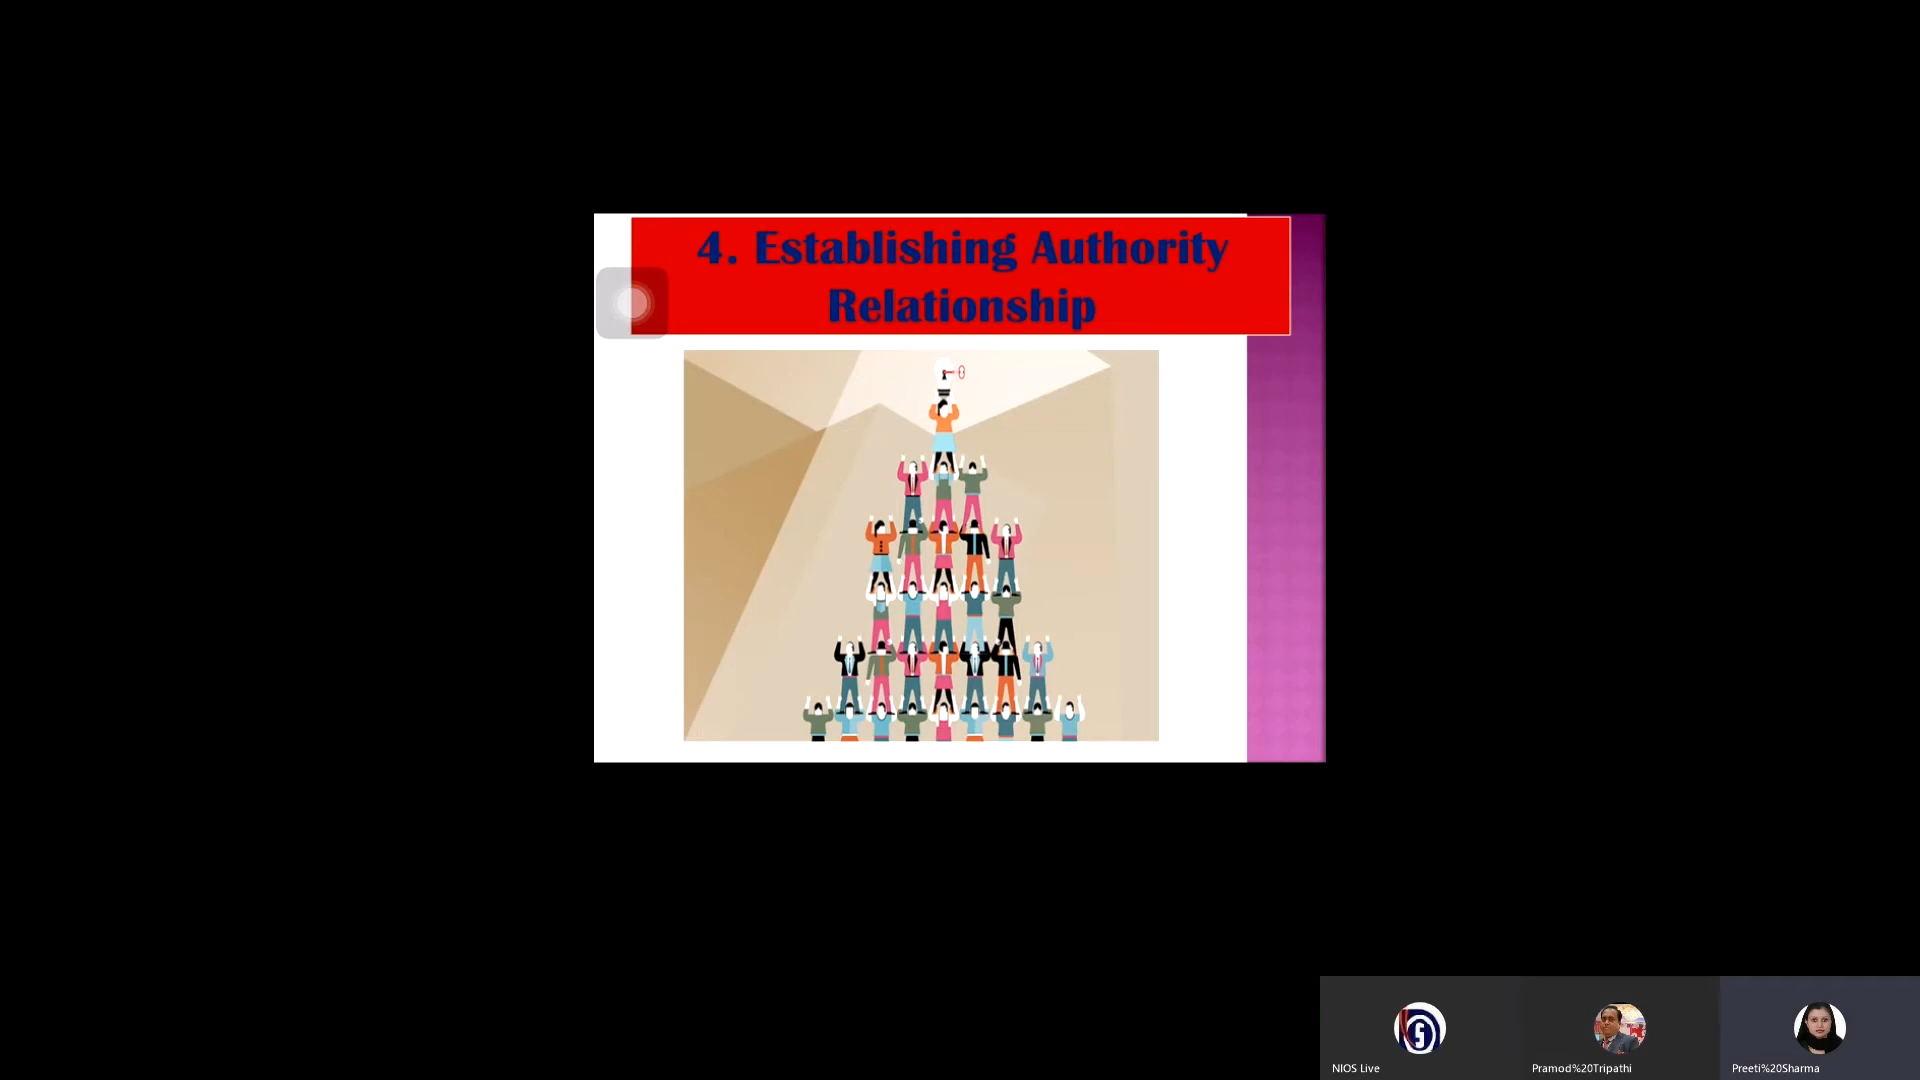 4. Establishing Authority
Relationship
NIOS Live
Pramod%20Tripathi
Preeti%20Sharma